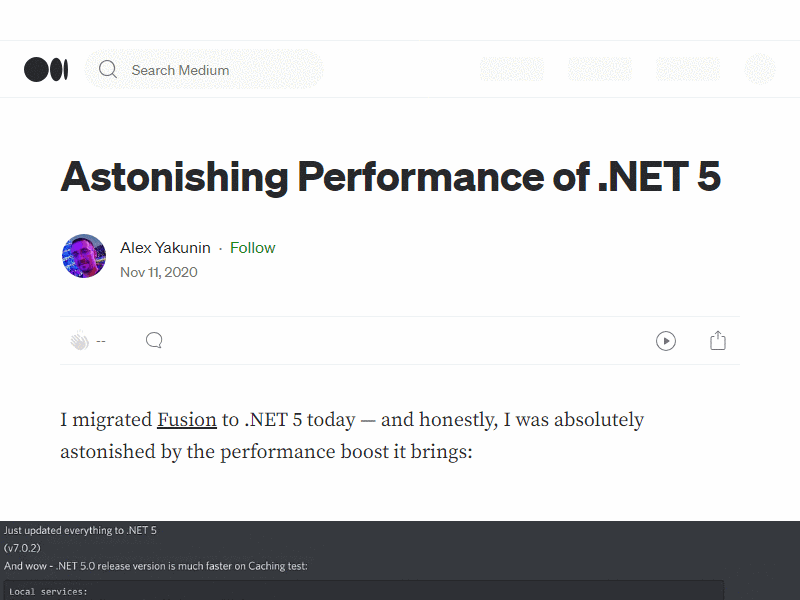 Search Medium
Astonishing Performance of .NET 5
Alex Yakunin · Follow
Nov 11, 2020
--
I migrated Fusion to .NET 5 today — and honestly, I was absolutely
astonished by the performance boost it brings:
Just updated everything to .NET 5
(v7.0.2)
And wow - .NET 5.0 release version is much faster on Caching test:
Local services: